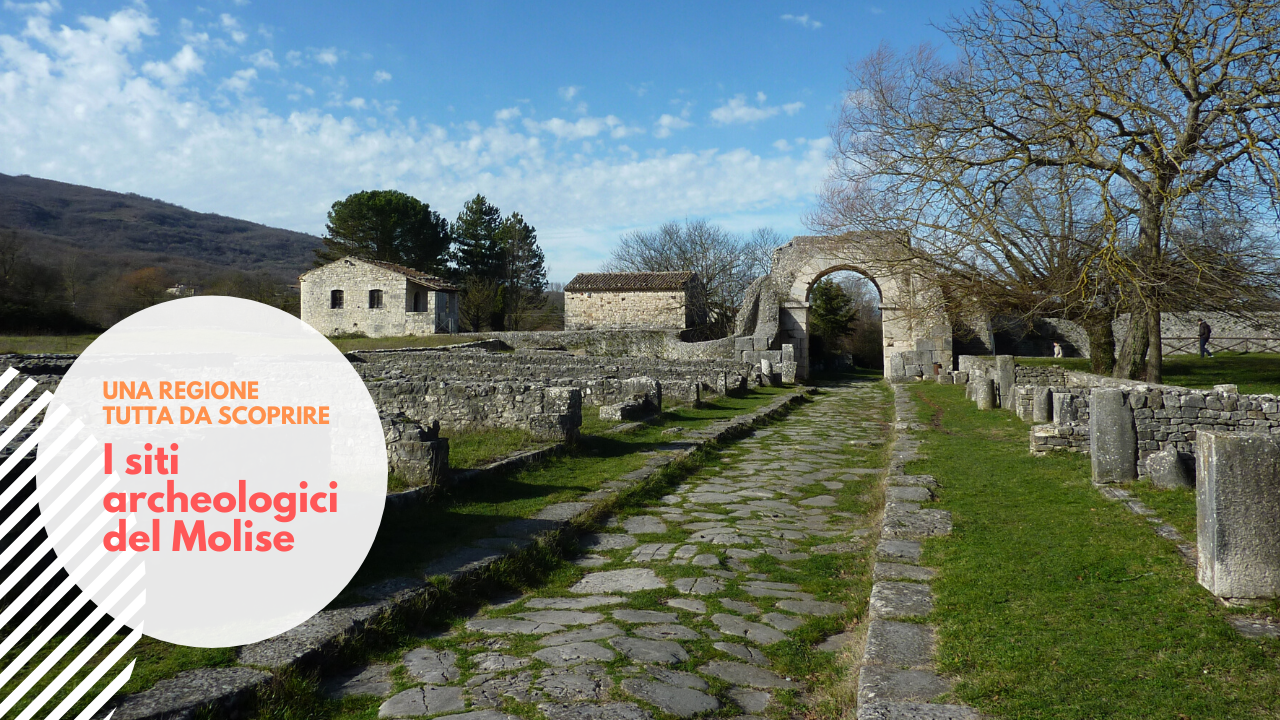 UNA REGIONE
TUTTA DA SCOPRIRE
I siti
archeologici
del Molise